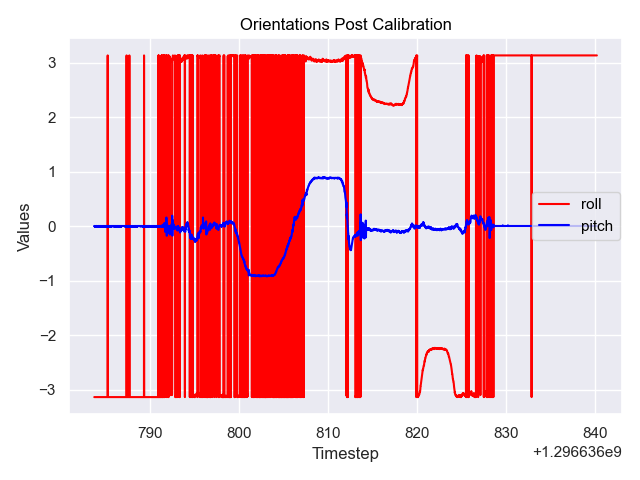 Orientations Post Calibration
3
2
1
0
−1
−2
−3
Values
roll
pitch
790
800
810
820
830
840
Timestep
+1.296636e9